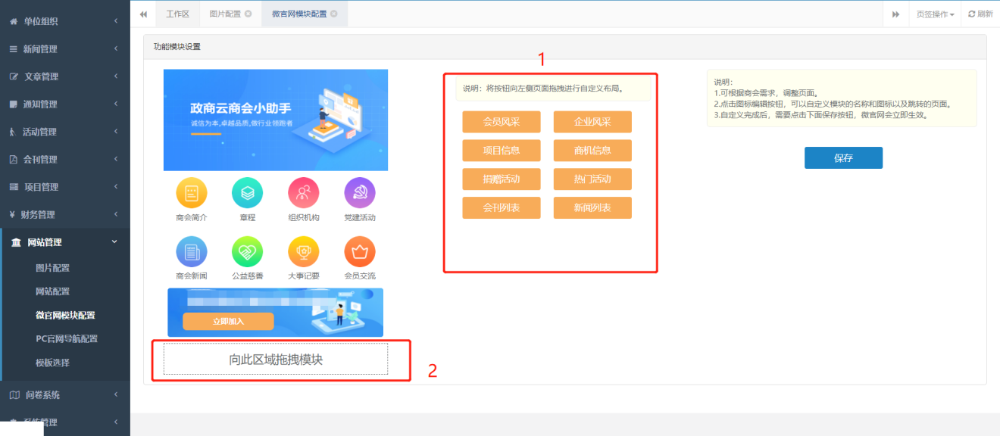 单位组织
新闻管理
文章管理
通知管理
活动管理
会刊管理
项目管理
财务管理
网站管理
图片配置
网站配置
微官网模块配置
PC官网导航配置
模板选择
问卷系统
系统管理
工作区 图片配置 微官网模块配置 页签操作 刷新
功能模块设置
政商云商会小助手
诚信为本,卓越品质,做行业领跑者
商会简介 章程 组织机构 党建活动
商会新闻 公益慈善 大事记要 会员交流
立即加入
向此区域拖拽模块
2
1
说明：将按钮向左侧页面拖拽进行自定义布局。
会员风采 企业风采
项目信息 商机信息
捐赠活动 热门活动
会刊列表 新闻列表
说明：
1.可根据商会需求，调整页面。
2.点击图标编辑按钮，可以自定义模块的名称和图标以及跳转的页面。
3.自定义完成后，需要点击下面保存按钮，微官网会立即生效。
保存